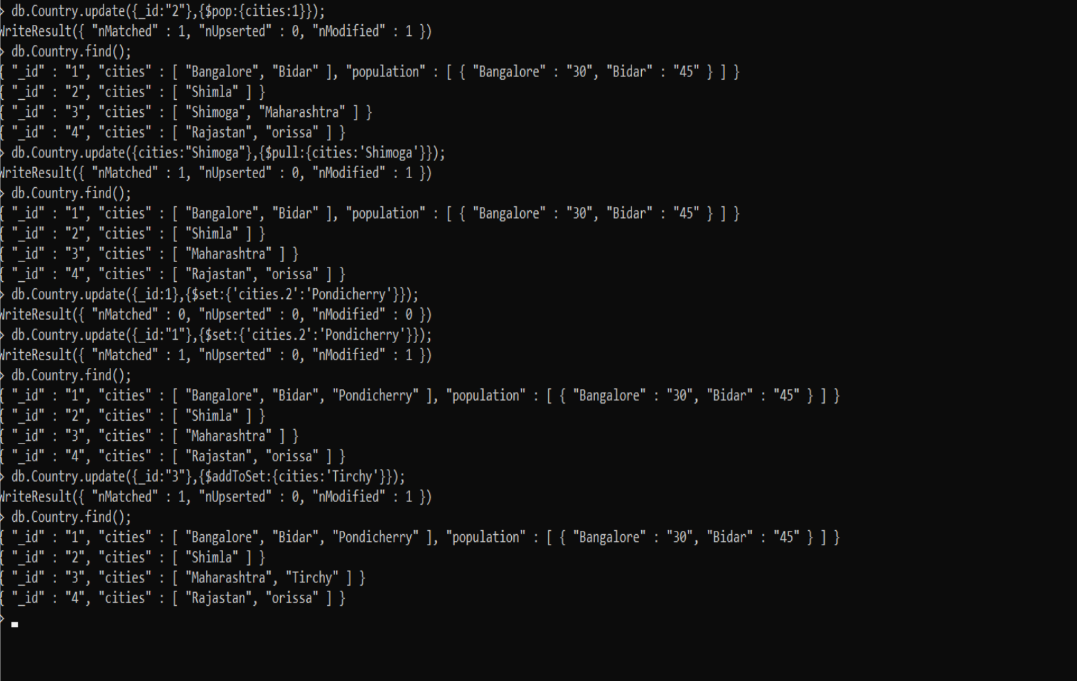 > db.Country.update({_id:"2"},{$pop:{cities:1}});
WriteResult({ "nMatched" : 1, "nUpserted" : 0, "nModified" : 1 })
> db.Country.find();
{ "_id" : "1", "cities" : [ "Bangalore", "Bidar" ], "population" : [ { "Bangalore" : "30", "Bidar" : "45" } ] }
{ "_id" : "2", "cities" : [ "Shimla" ] }
{ "_id" : "3", "cities" : [ "Shimoga", "Maharashtra" ] }
{ "_id" : "4", "cities" : [ "Rajastan", "orissa" ] }
> db.Country.update({cities:"Shimoga"},{$pull:{cities:'Shimoga'}});
WriteResult({ "nMatched" : 1, "nUpserted" : 0, "nModified" : 1 })
> db.Country.find();
{ "_id" : "1", "cities" : [ "Bangalore", "Bidar" ], "population" : [ { "Bangalore" : "30", "Bidar" : "45" } ] }
{ "_id" : "2", "cities" : [ "Shimla" ] }
{ "_id" : "3", "cities" : [ "Maharashtra" ] }
{ "_id" : "4", "cities" : [ "Rajastan", "orissa" ] }
> db.Country.update({_id:1},{$set:{'cities.2':'Pondicherry'}});
WriteResult({ "nMatched" : 0, "nUpserted" : 0, "nModified" : 0 })
> db.Country.update({_id:"1"},{$set:{'cities.2':'Pondicherry'}});
WriteResult({ "nMatched" : 1, "nUpserted" : 0, "nModified" : 1 })
> db.Country.find();
{ "_id" : "1", "cities" : [ "Bangalore", "Bidar", "Pondicherry" ], "population" : [ { "Bangalore" : "30", "Bidar" : "45" } ] }
{ "_id" : "2", "cities" : [ "Shimla" ] }
{ "_id" : "3", "cities" : [ "Maharashtra" ] }
{ "_id" : "4", "cities" : [ "Rajastan", "orissa" ] }
> db.Country.update({_id:"3"},{$addToSet:{cities:'Tirchy'}});
WriteResult({ "nMatched" : 1, "nUpserted" : 0, "nModified" : 1 })
> db.Country.find();
{ "_id" : "1", "cities" : [ "Bangalore", "Bidar", "Pondicherry" ], "population" : [ { "Bangalore" : "30", "Bidar" : "45" } ] }
{ "_id" : "2", "cities" : [ "Shimla" ] }
{ "_id" : "3", "cities" : [ "Maharashtra", "Tirchy" ] }
{ "_id" : "4", "cities" : [ "Rajastan", "orissa" ] }
>